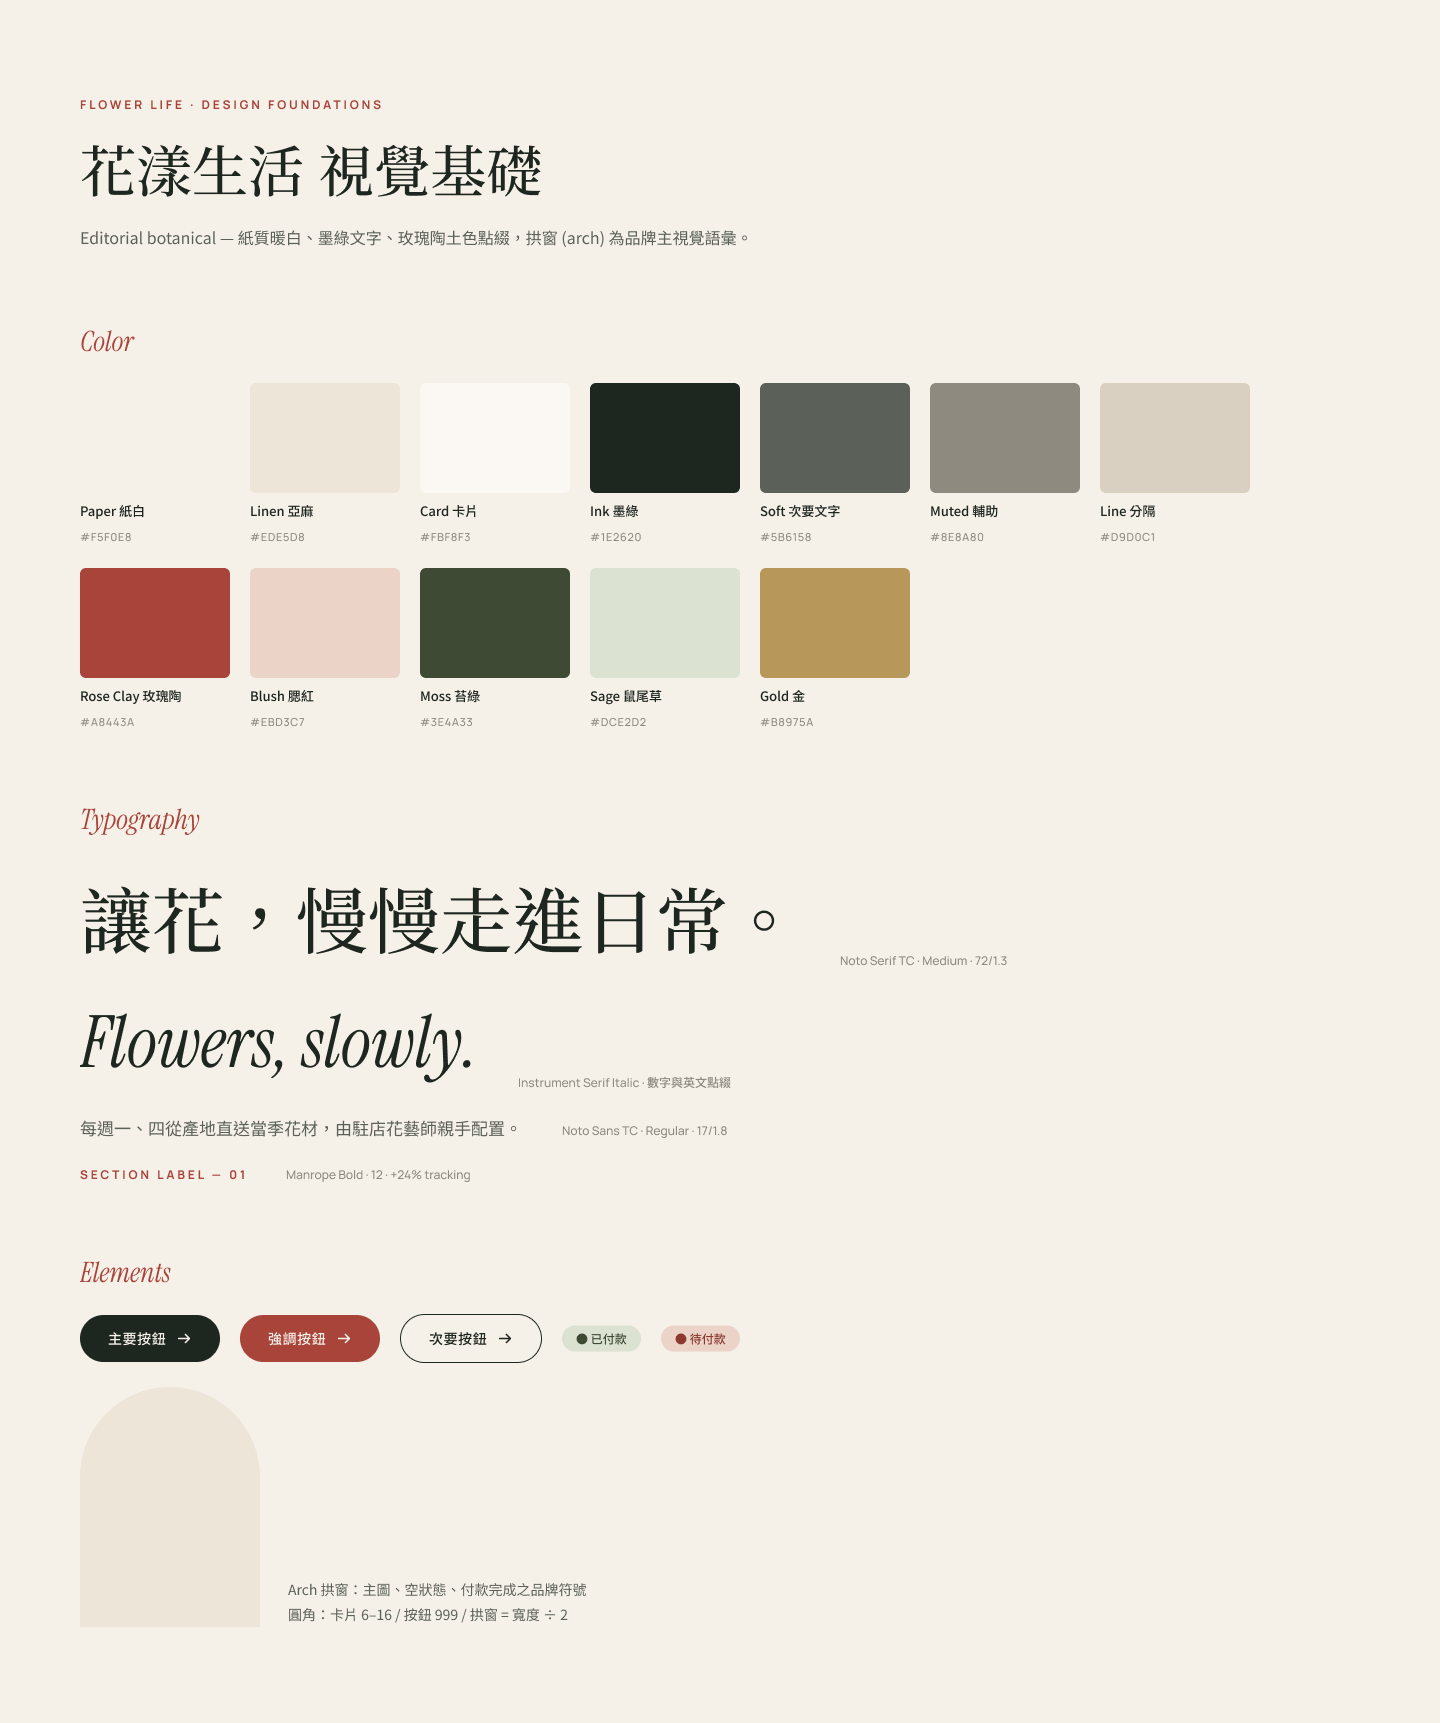 FLOWER LIFE · DESIGN FOUNDATIONS
花漾生活 視覺基礎
Editorial botanical — 紙質暖白、墨綠文字、玫瑰陶土色點綴，拱窗 (arch) 為品牌主視覺語彙。
Color
Paper 紙白
#F5F0E8
Linen 亞麻
#EDE5D8
Card 卡片
#FBF8F3
Ink 墨綠
#1E2620
Soft 次要文字
#5B6158
Muted 輔助
#8E8A80
Line 分隔
#D9D0C1
Rose Clay 玫瑰陶
#A8443A
Blush 腮紅
#EBD3C7
Moss 苔綠
#3E4A33
Sage 鼠尾草
#DCE2D2
Gold 金
#B8975A
Typography
讓花，慢慢走進日常。
Noto Serif TC · Medium · 72/1.3
Flowers, slowly.
Instrument Serif Italic · 數字與英文點綴
每週一、四從產地直送當季花材，由駐店花藝師親手配置。
Noto Sans TC · Regular · 17/1.8
SECTION LABEL — 01
Manrope Bold · 12 · +24% tracking
Elements
主要按鈕 →
強調按鈕 →
次要按鈕 →
● 已付款
● 待付款
Arch 拱窗：主圖、空狀態、付款完成之品牌符號
圓角：卡片 6–16 / 按鈕 999 / 拱窗 = 寬度 ÷ 2